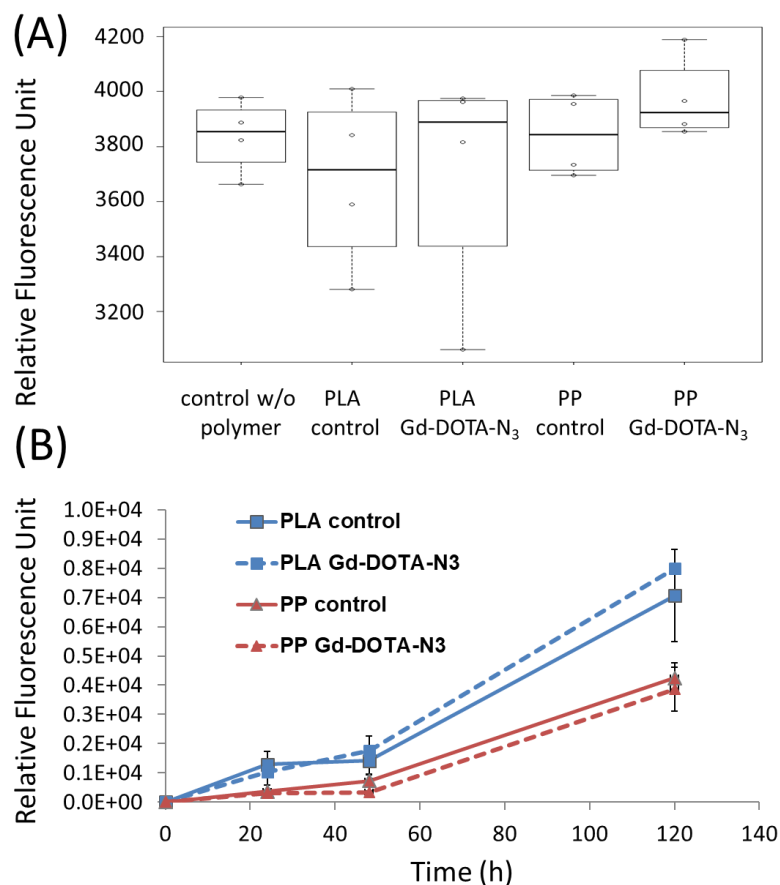 (A)
Relative Fluorescence Unit
4200
4000
3800
3600
3400
3200
control w/o
polymer
PLA
control
PLA
Gd-DOTA-N₃
PP
control
PP
Gd-DOTA-N₃
(B)
Relative Fluorescence Unit
1.0E+04
0.9E+04
0.8E+04
0.7E+04
0.6E+04
0.5E+04
0.4E+04
0.3E+04
0.2E+04
0.1E+04
0.0E+00
PLA control
PLA Gd-DOTA-N3
PP control
PP Gd-DOTA-N3
0 20 40 60 80 100 120 140
Time (h)